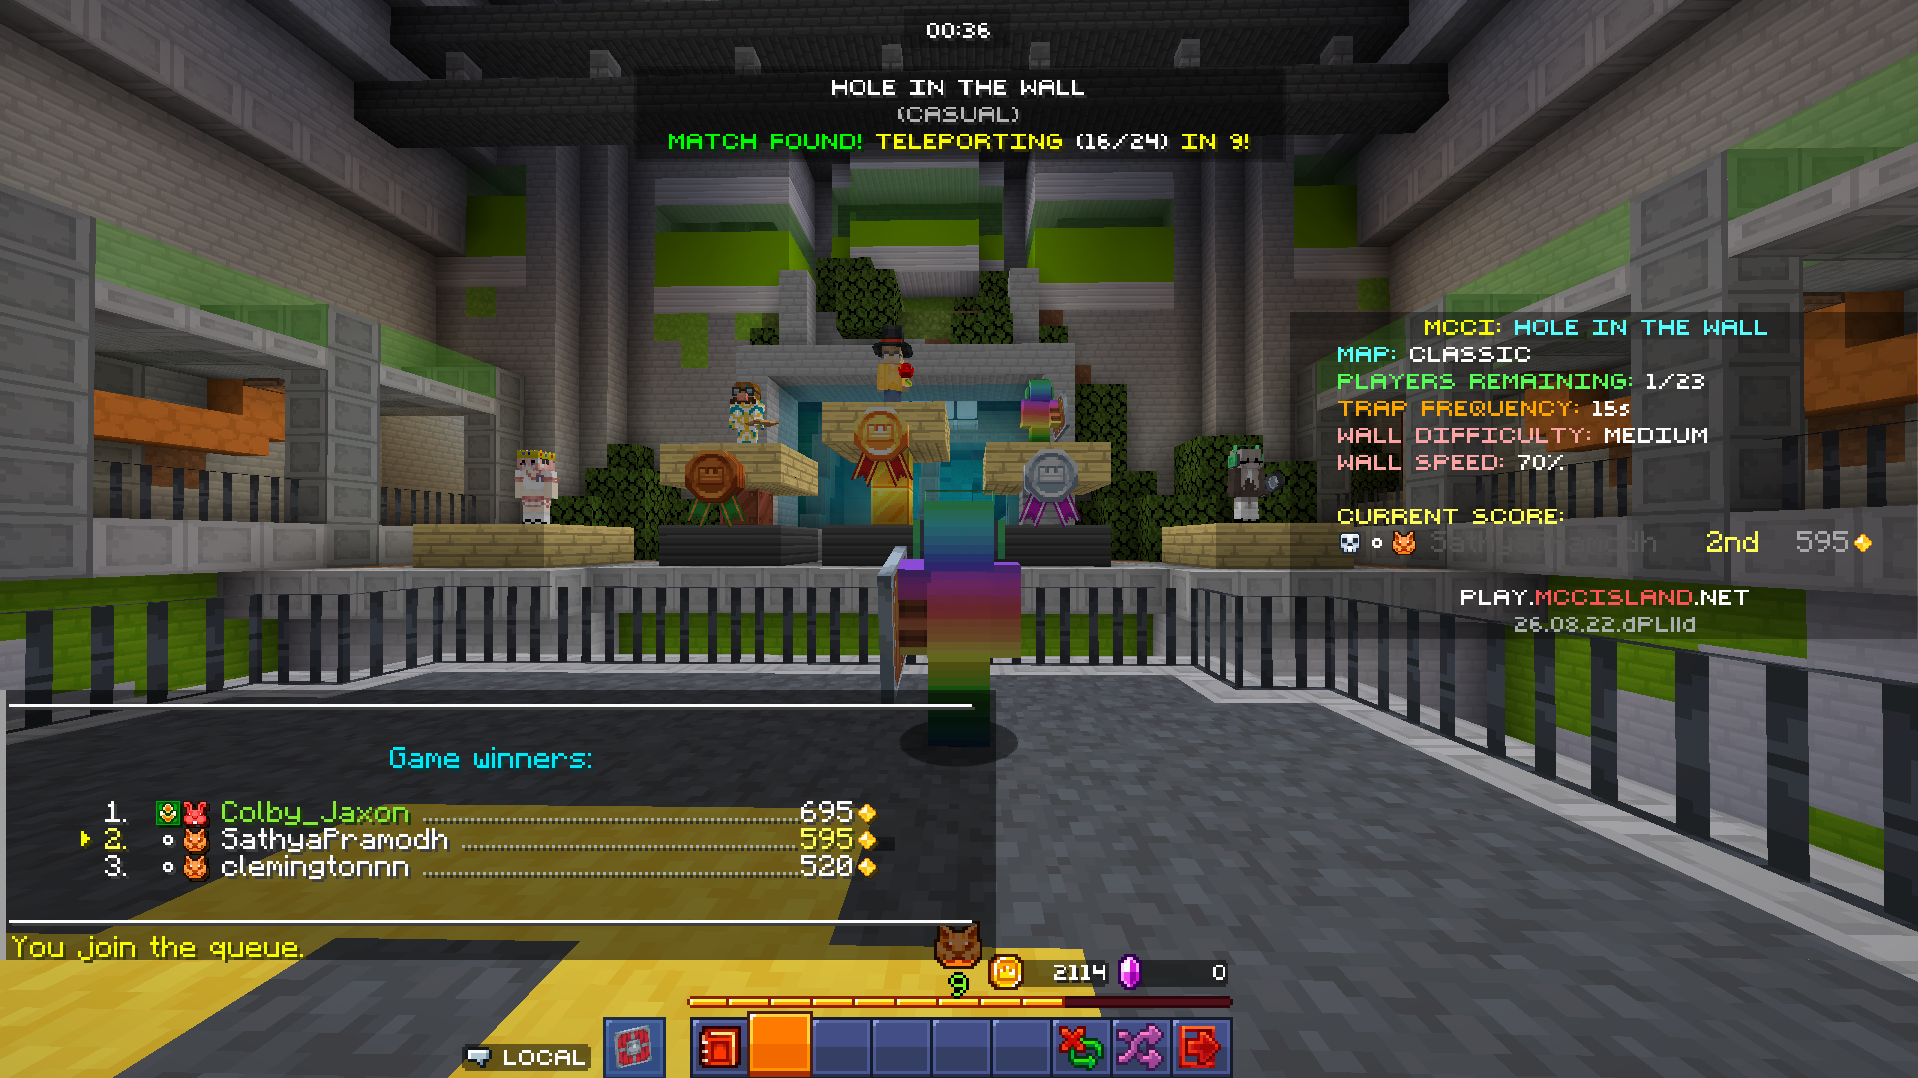 00:36
HOLE IN THE WALL
(CASUAL)
MATCH FOUND! TELEPORTING (16/24) IN 9!
MCCI: HOLE IN THE WALL
MAP: CLASSIC
PLAYERS REMAINING: 1/23
TRAP FREQUENCY: 15s
WALL DIFFICULTY: MEDIUM
WALL SPEED: 70%
CURRENT SCORE:
SathyaPramodh 2nd 595
PLAY.MCCISLAND.NET
26.03.22.dPLIId
Game winners:
1. Colby_Jaxon 695
2. SathyaPramodh 595
3. clemingtonnn 520
You join the queue.
9
2114
0
LOCAL